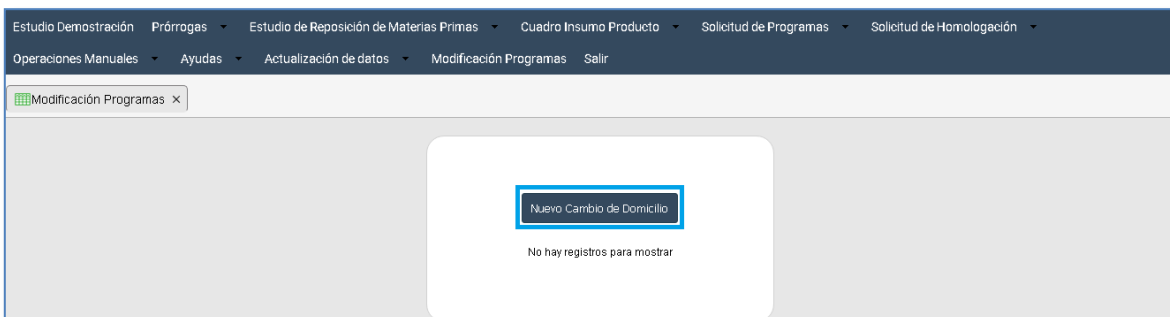 Estudio Demostración Prórrogas Estudio de Reposición de Materias Primas Cuadro Insumo Producto Solicitud de Programas Solicitud de Homologación
Operaciones Manuales Ayudas Actualización de datos Modificación Programas Salir
Modificación Programas ×
Nuevo Cambio de Domicilio
No hay registros para mostrar